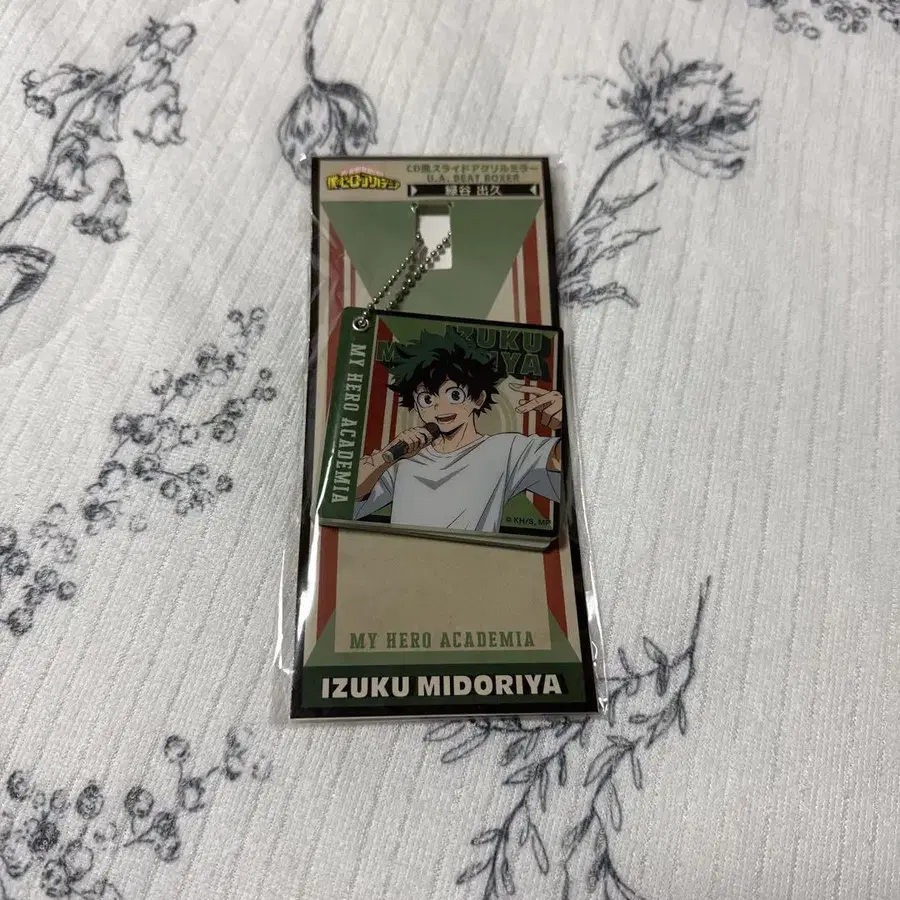 僕のヒーローアカデミア
CD風スライドアクリルミラー
U.A. BEAT BOXER
緑谷 出久
IZUKU
MIDORIYA
MY HERO ACADEMIA
© KH/S, MP
MY HERO ACADEMIA
IZUKU MIDORIYA